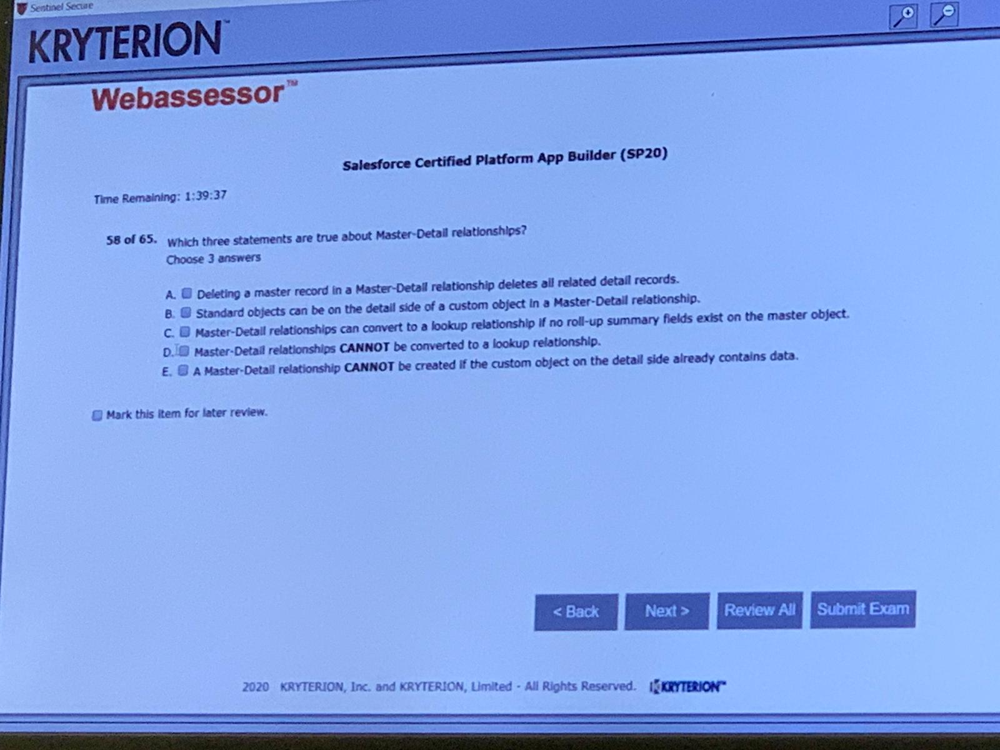 Sentinel Secure
KRYTERION™
Webassessor™
Salesforce Certified Platform App Builder (SP20)
Time Remaining: 1:39:37
58 of 65. Which three statements are true about Master-Detail relationships?
Choose 3 answers
A. Deleting a master record in a Master-Detail relationship deletes all related detail records.
B. Standard objects can be on the detail side of a custom object in a Master-Detail relationship.
C. Master-Detail relationships can convert to a lookup relationship if no roll-up summary fields exist on the master object.
D. Master-Detail relationships CANNOT be converted to a lookup relationship.
E. A Master-Detail relationship CANNOT be created if the custom object on the detail side already contains data.
Mark this item for later review.
< Back Next > Review All Submit Exam
2020 KRYTERION, Inc. and KRYTERION, Limited - All Rights Reserved. KRYTERION™